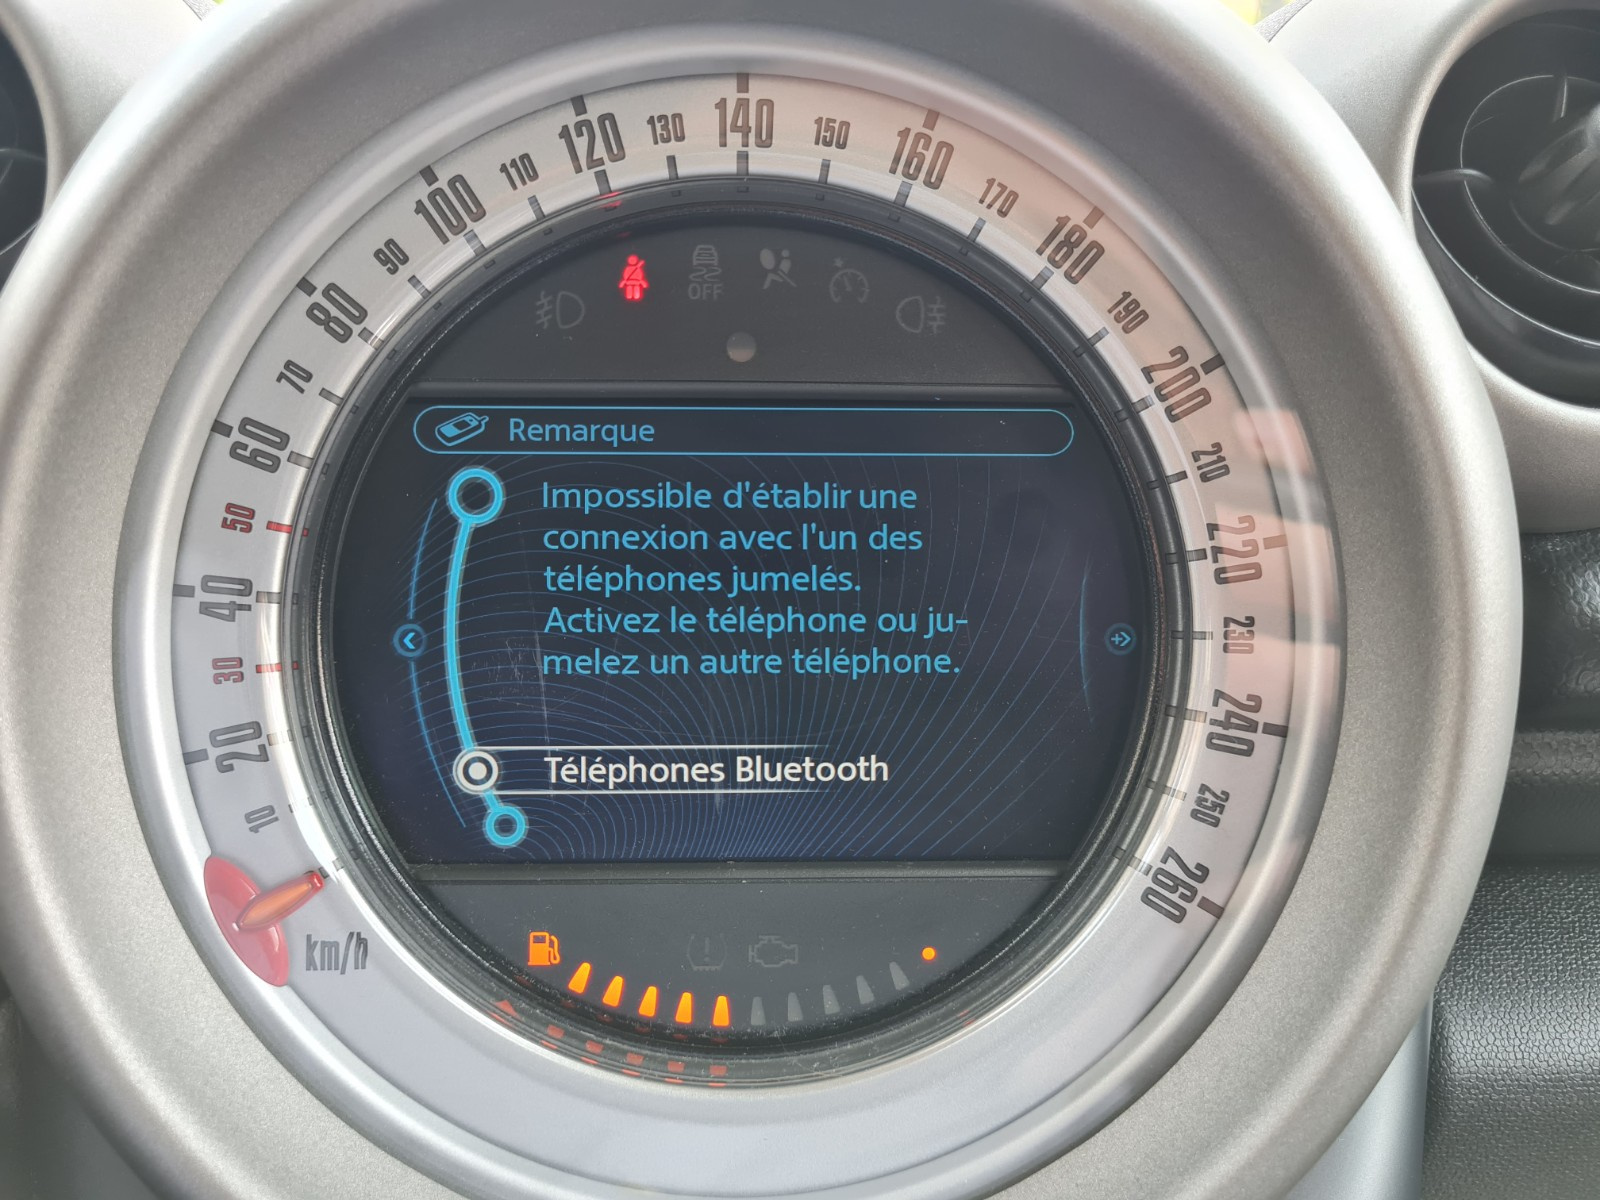 10
20
30
40
50
60
70
80
90
100
110
120
130
140
150
160
170
180
190
200
210
220
230
240
250
260
km/h
OFF
Remarque
Impossible d'établir une
connexion avec l'un des
téléphones jumelés.
Activez le téléphone ou ju-
melez un autre téléphone.
Téléphones Bluetooth